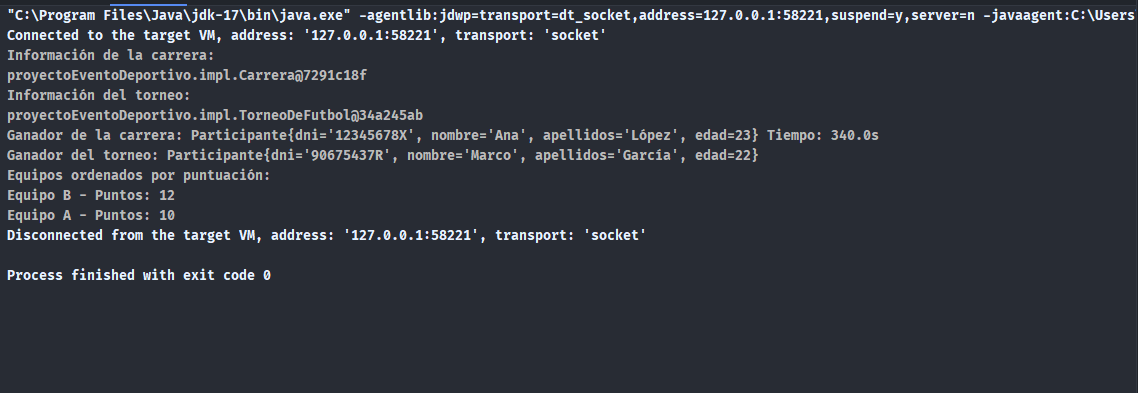 "C:\Program Files\Java\jdk-17\bin\java.exe" -agentlib:jdwp=transport=dt_socket,address=127.0.0.1:58221,suspend=y,server=n -javaagent:C:\Users
Connected to the target VM, address: '127.0.0.1:58221', transport: 'socket'
Información de la carrera:
proyectoEventoDeportivo.impl.Carrera@7291c18f
Información del torneo:
proyectoEventoDeportivo.impl.TorneoDeFutbol@34a245ab
Ganador de la carrera: Participante{dni='12345678X', nombre='Ana', apellidos='López', edad=23} Tiempo: 340.0s
Ganador del torneo: Participante{dni='90675437R', nombre='Marco', apellidos='García', edad=22}
Equipos ordenados por puntuación:
Equipo B - Puntos: 12
Equipo A - Puntos: 10
Disconnected from the target VM, address: '127.0.0.1:58221', transport: 'socket'
Process finished with exit code 0